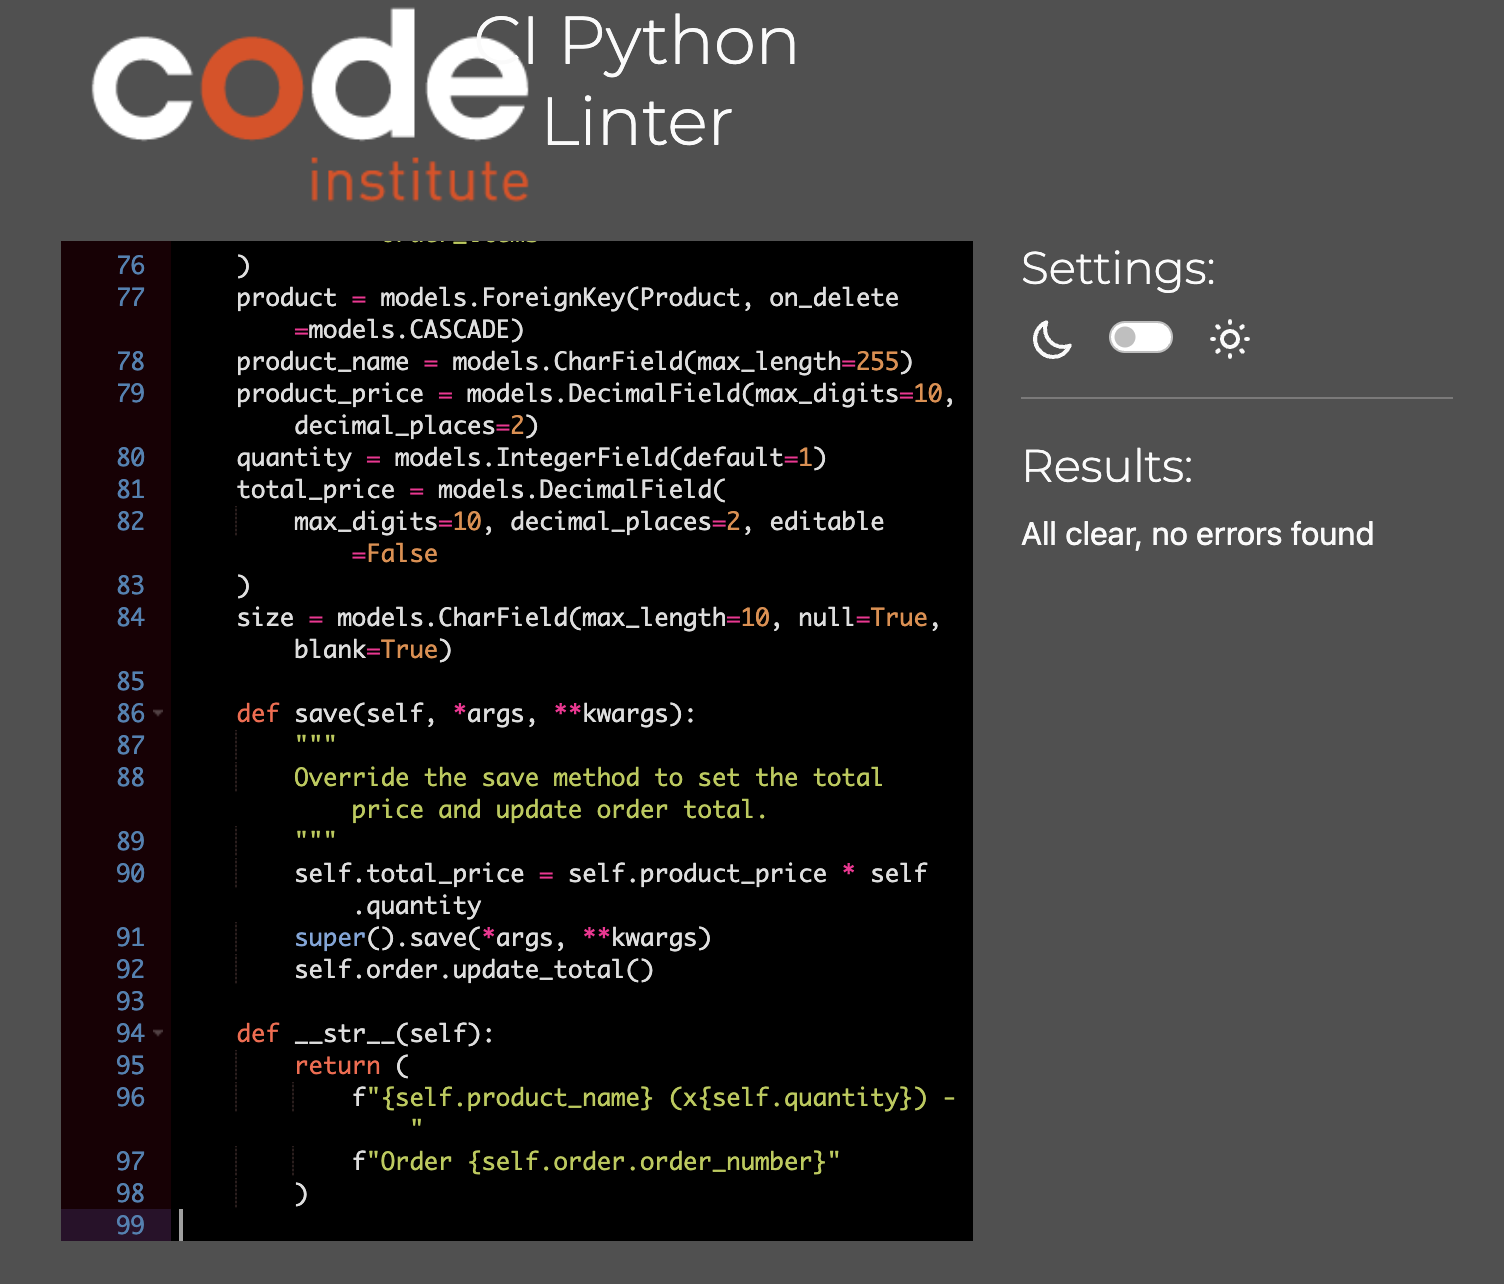 code
institute
CI Python
Linter
76 )
77 product = models.ForeignKey(Product, on_delete
=models.CASCADE)
78 product_name = models.CharField(max_length=255)
79 product_price = models.DecimalField(max_digits=10,
decimal_places=2)
80 quantity = models.IntegerField(default=1)
81 total_price = models.DecimalField(
82 max_digits=10, decimal_places=2, editable
=False
83 )
84 size = models.CharField(max_length=10, null=True,
blank=True)
85
86 def save(self, *args, **kwargs):
87 """
88 Override the save method to set the total
price and update order total.
89 """
90 self.total_price = self.product_price * self
.quantity
91 super().save(*args, **kwargs)
92 self.order.update_total()
93
94 def __str__(self):
95 return (
96 f"{self.product_name} (x{self.quantity}) -
"
97 f"Order {self.order.order_number}"
98 )
99
Settings:
Results:
All clear, no errors found